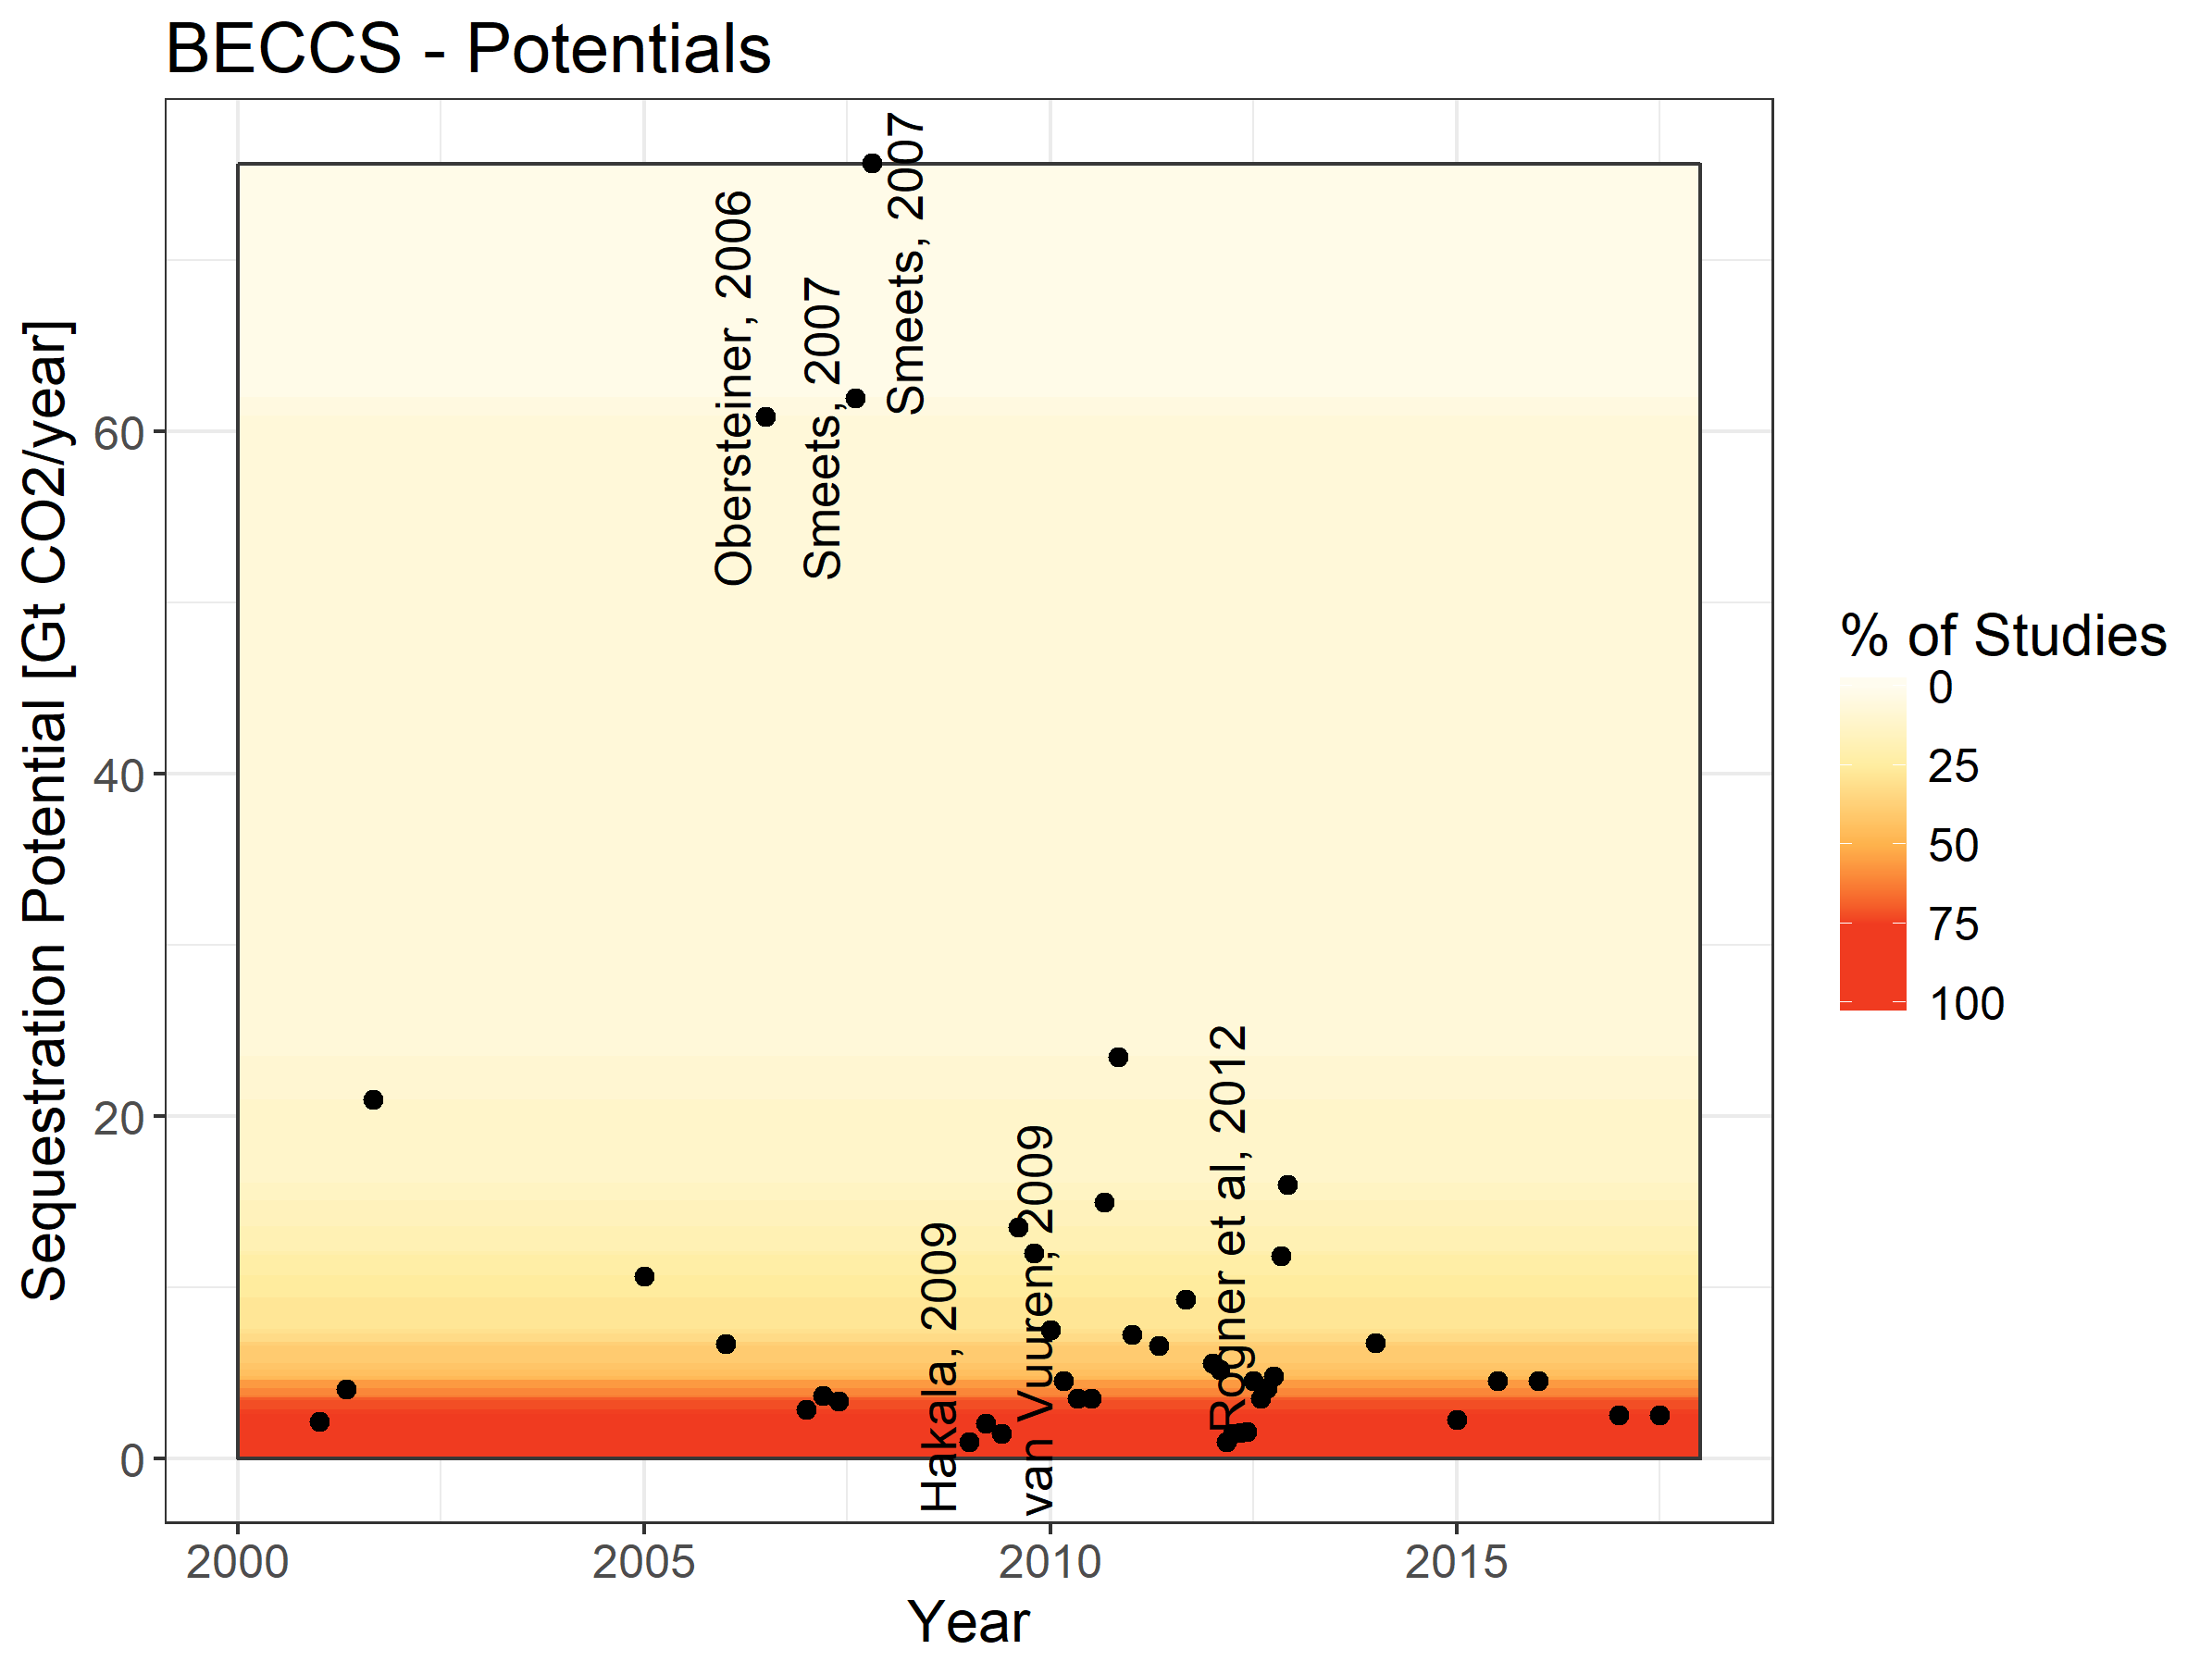 BECCS - Potentials
Sequestration Potential [Gt CO2/year]
60
40
20
0
Obersteiner, 2006
Smeets, 2007
Smeets, 2007
Hakala, 2009
van Vuuren, 2009
Rogner et al, 2012
2000
2005
2010
2015
Year
% of Studies
0
25
50
75
100